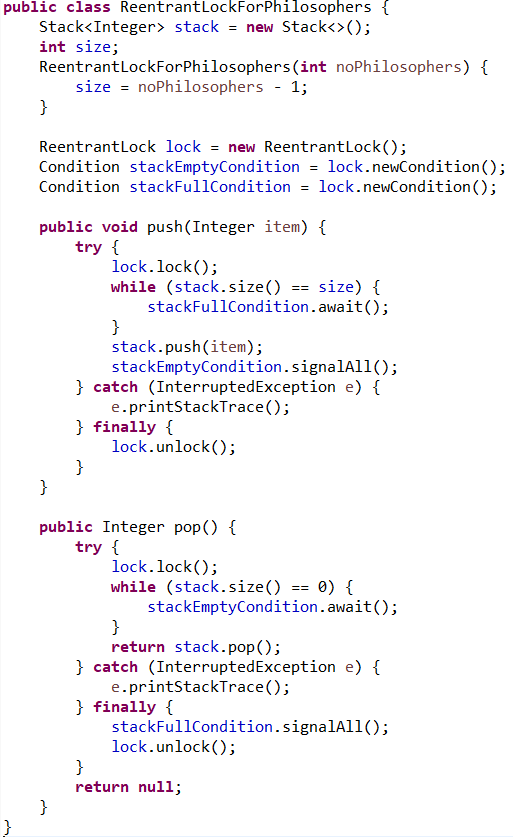 public class ReentrantLockForPhilosophers {
    Stack<Integer> stack = new Stack<>();
    int size;
    ReentrantLockForPhilosophers(int noPhilosophers) {
        size = noPhilosophers - 1;
    }

    ReentrantLock lock = new ReentrantLock();
    Condition stackEmptyCondition = lock.newCondition();
    Condition stackFullCondition = lock.newCondition();

    public void push(Integer item) {
        try {
            lock.lock();
            while (stack.size() == size) {
                stackFullCondition.await();
            }
            stack.push(item);
            stackEmptyCondition.signalAll();
        } catch (InterruptedException e) {
            e.printStackTrace();
        } finally {
            lock.unlock();
        }
    }

    public Integer pop() {
        try {
            lock.lock();
            while (stack.size() == 0) {
                stackEmptyCondition.await();
            }
            return stack.pop();
        } catch (InterruptedException e) {
            e.printStackTrace();
        } finally {
            stackFullCondition.signalAll();
            lock.unlock();
        }
        return null;
    }
}